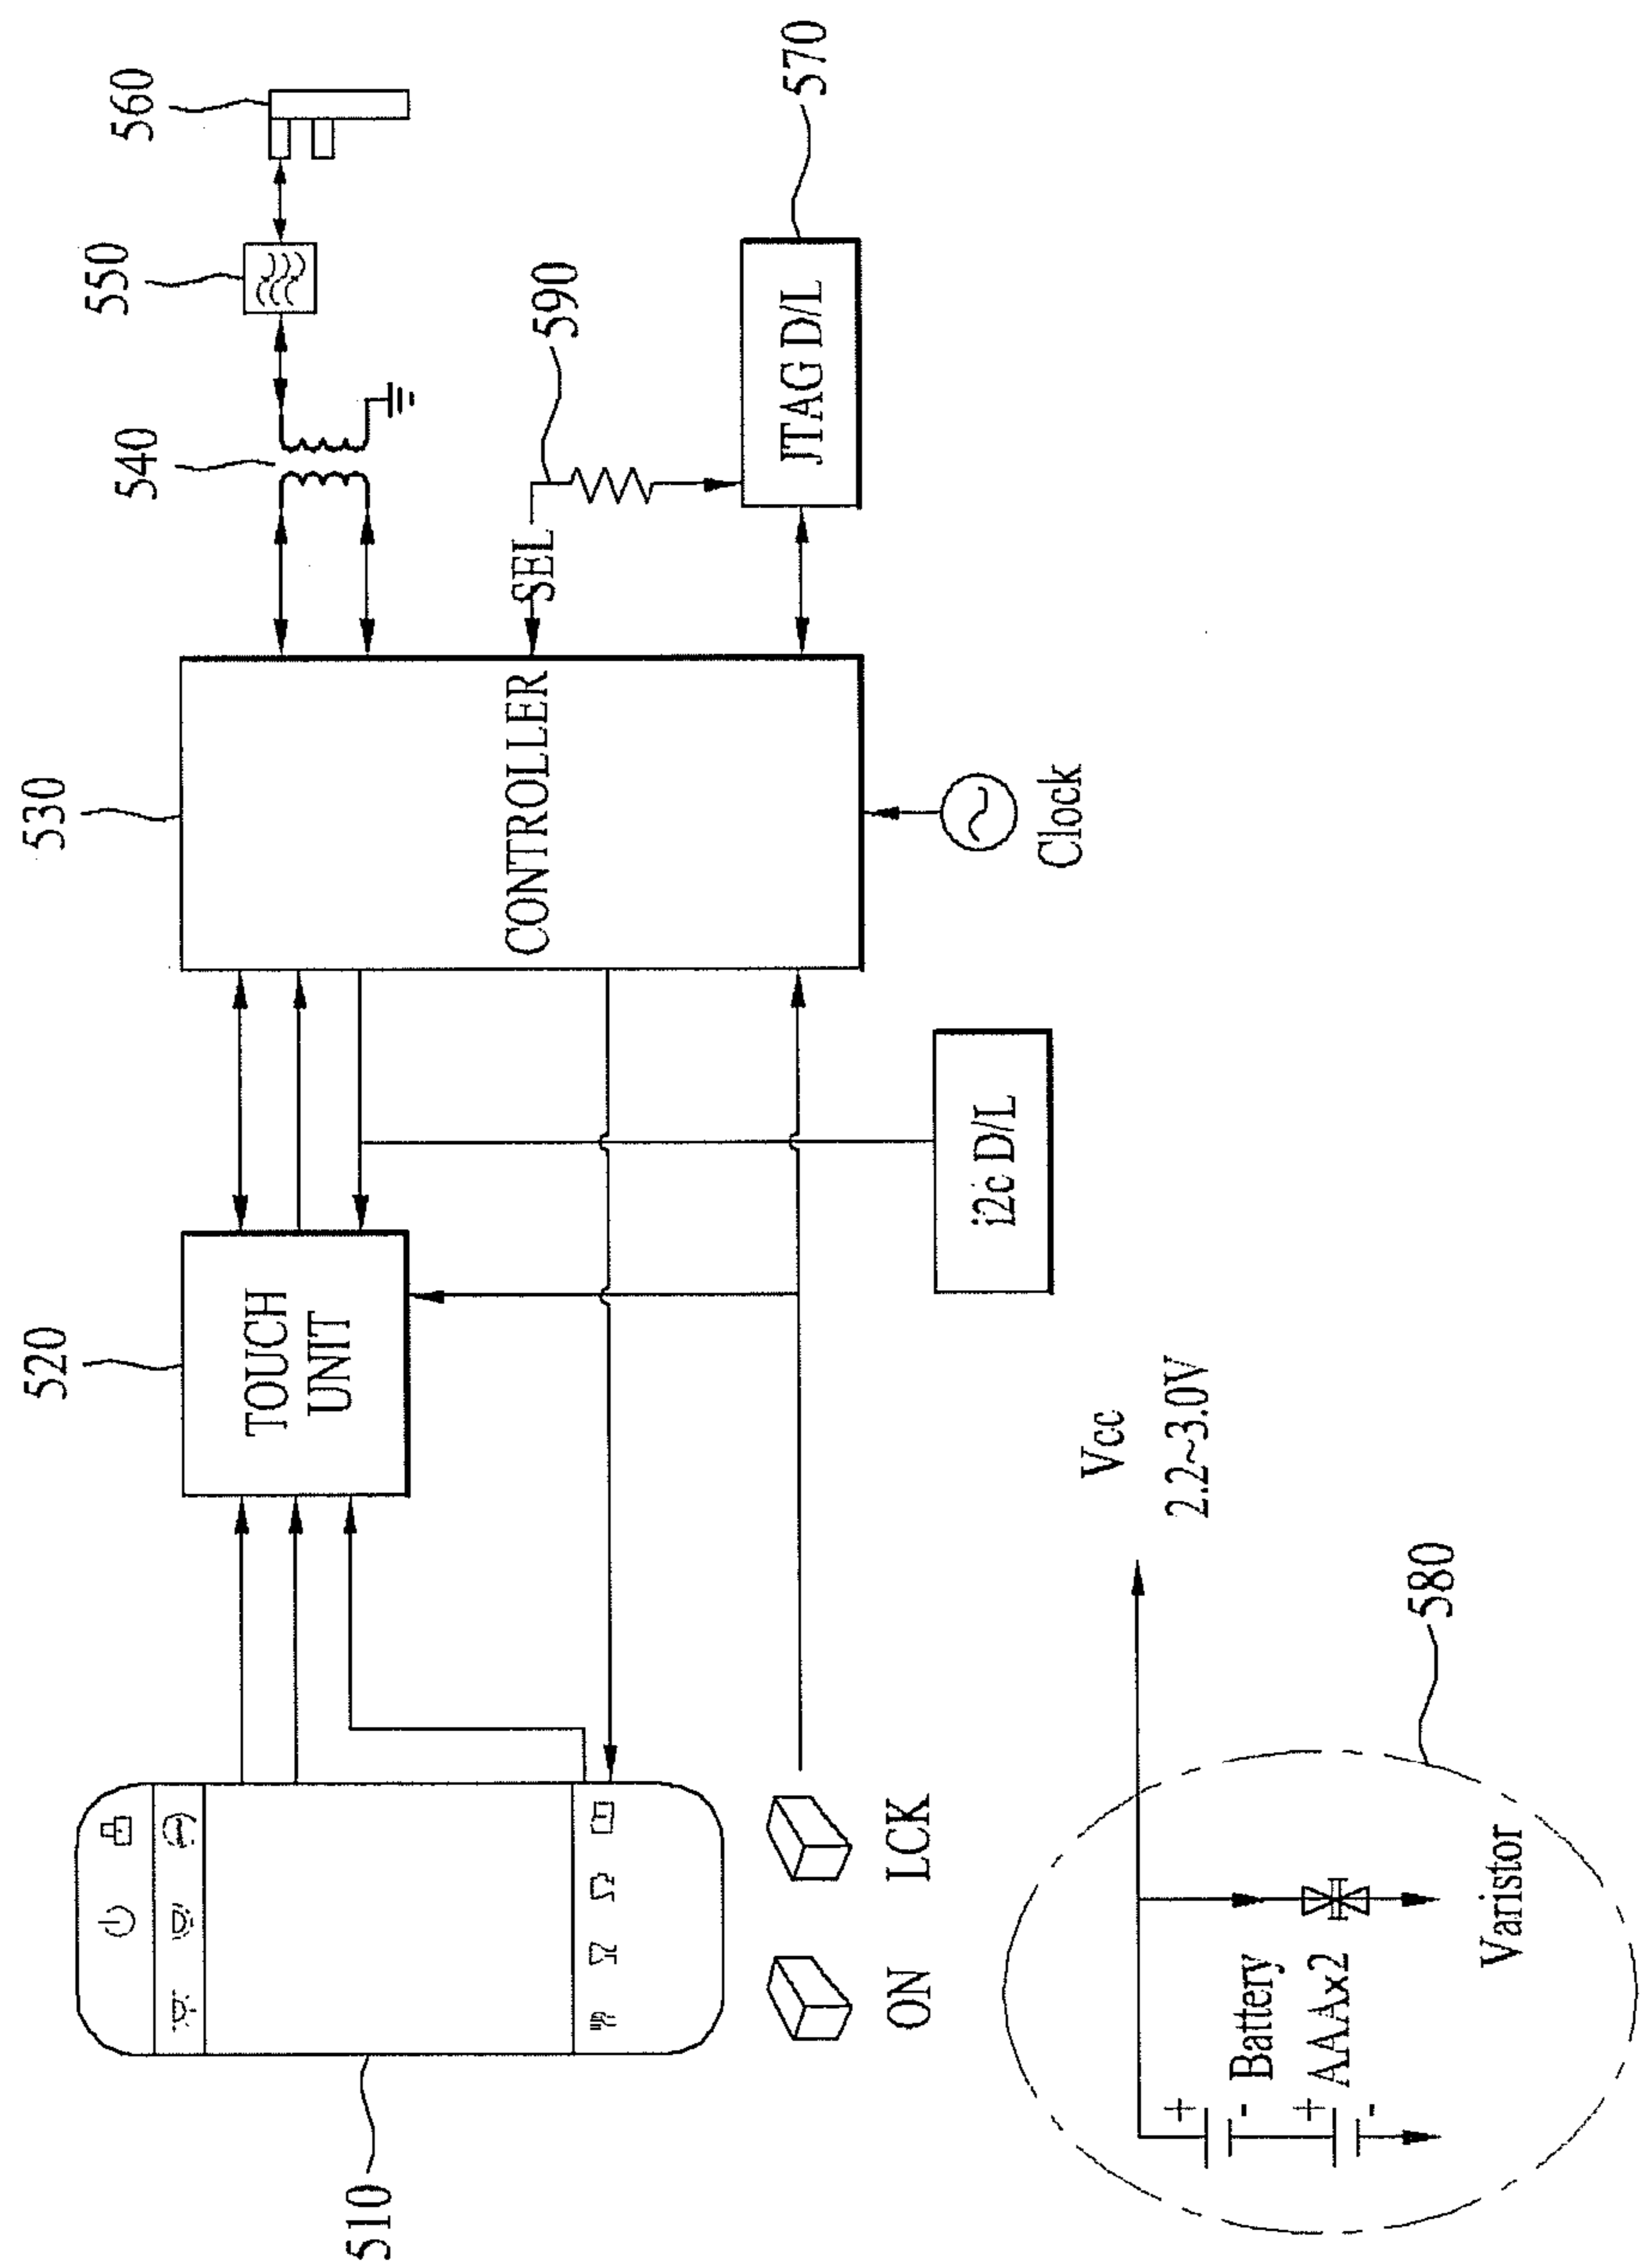 510
520
TOUCH
UNIT
530
CONTROLLER
540
550
560
SEL
590
JTAG D/L
570
Clock
i2c D/L
ON
LCK
Vcc
2.2~3.0V
+
-
Battery
+
-
AAAx2
Varistor
580